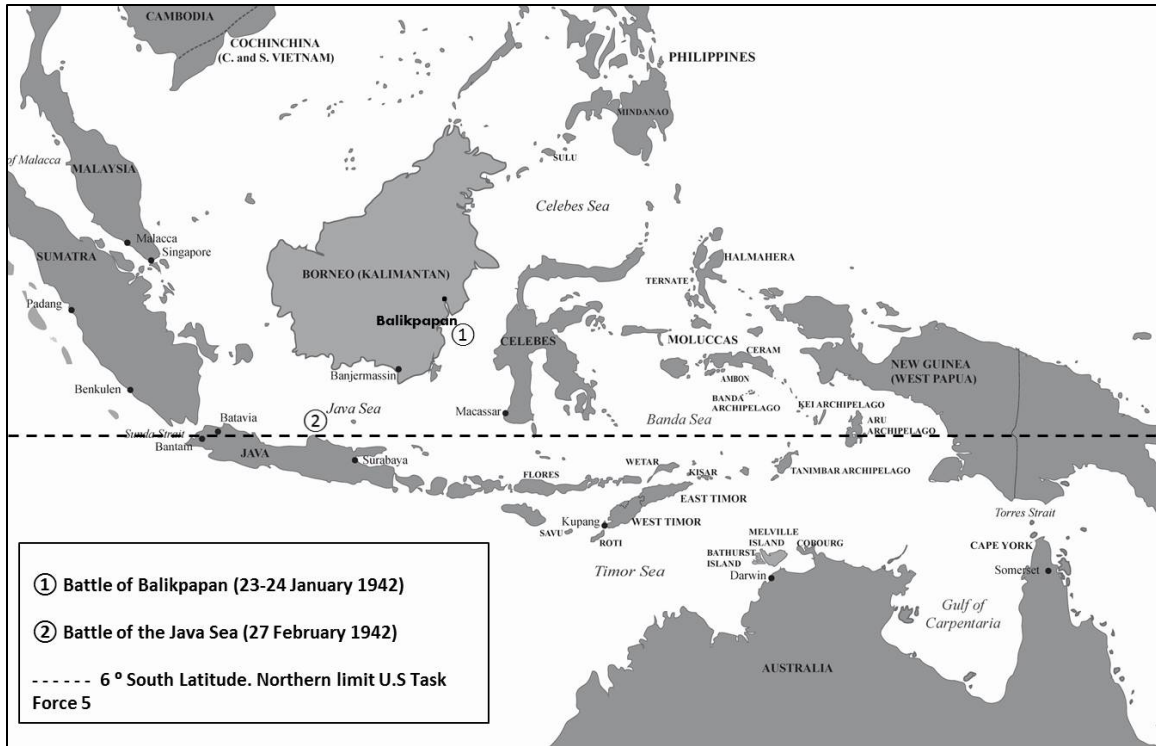 CAMBODIA
COCHINCHINA
(C. and S. VIETNAM)
PHILIPPINES
MINDANAO
of Malacca
MALAYSIA
SULU
Celebes Sea
Malacca
Singapore
SUMATRA
BORNEO (KALIMANTAN)
HALMAHERA
TERNATE
Padang
Balikpapan
①
CELEBES
MOLUCCAS
CERAM
NEW GUINEA
(WEST PAPUA)
Banjermassin
AMBON
Benkulen
BANDA
ARCHIPELAGO
KEI ARCHIPELAGO
Java Sea
②
Macassar
Banda Sea
ARU
ARCHIPELAGO
Batavia
Sunda Strait
Bantam
JAVA
Surabaya
WETAR
KISAR
TANIMBAR ARCHIPELAGO
FLORES
EAST TIMOR
Kupang
WEST TIMOR
SAVU
ROTI
Torres Strait
MELVILLE
ISLAND
COBOURG
CAPE YORK
BATHURST
ISLAND
Timor Sea
Darwin
Somerset
Gulf of
Carpentaria
AUSTRALIA
① Battle of Balikpapan (23-24 January 1942)
② Battle of the Java Sea (27 February 1942)
------ 6 º South Latitude. Northern limit U.S Task
Force 5